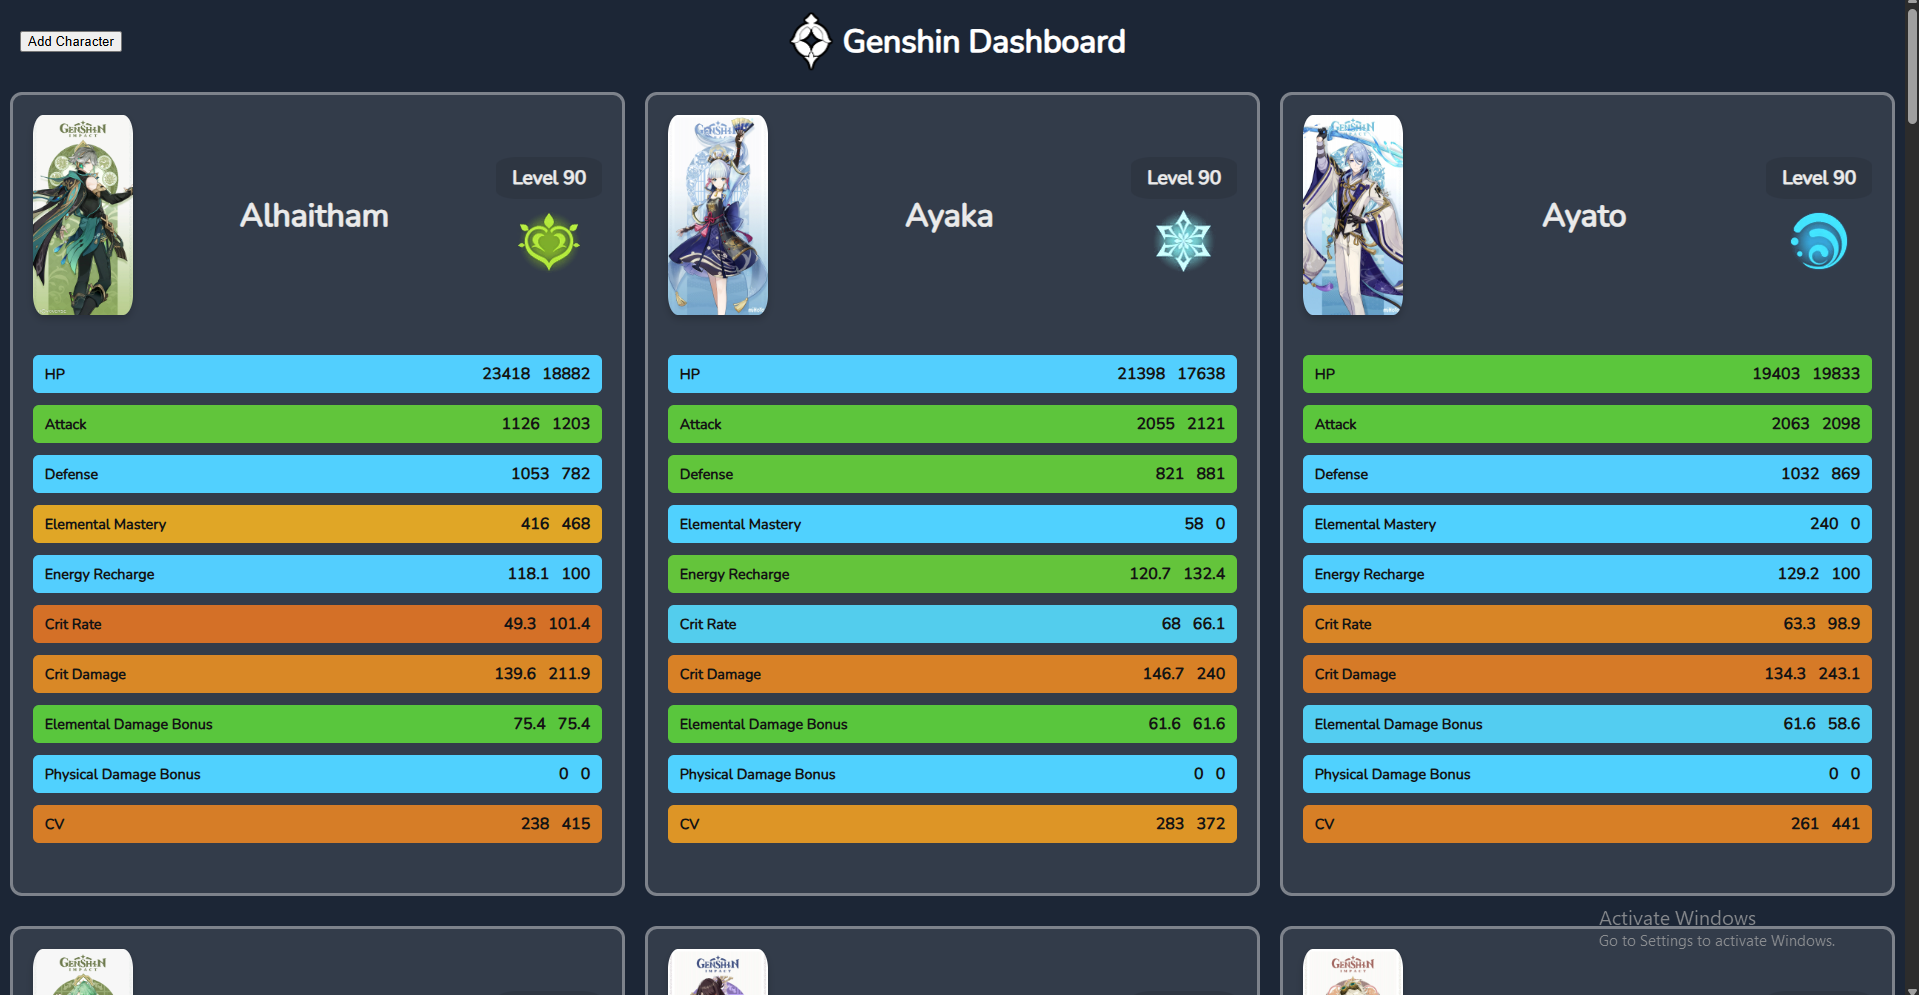 Add Character
Genshin Dashboard
GENSHIN
IMPACT
Alhaitham
Level 90
HP 23418 18882
Attack 1126 1203
Defense 1053 782
Elemental Mastery 416 468
Energy Recharge 118.1 100
Crit Rate 49.3 101.4
Crit Damage 139.6 211.9
Elemental Damage Bonus 75.4 75.4
Physical Damage Bonus 0 0
CV 238 415
GENSHIN
Ayaka
Level 90
HP 21398 17638
Attack 2055 2121
Defense 821 881
Elemental Mastery 58 0
Energy Recharge 120.7 132.4
Crit Rate 68 66.1
Crit Damage 146.7 240
Elemental Damage Bonus 61.6 61.6
Physical Damage Bonus 0 0
CV 283 372
GENSHIN
Ayato
Level 90
HP 19403 19833
Attack 2063 2098
Defense 1032 869
Elemental Mastery 240 0
Energy Recharge 129.2 100
Crit Rate 63.3 98.9
Crit Damage 134.3 243.1
Elemental Damage Bonus 61.6 58.6
Physical Damage Bonus 0 0
CV 261 441
GENSHIN
IMPACT
GENSHIN
IMPACT
GENSHIN
IMPACT
Activate Windows
Go to Settings to activate Windows.